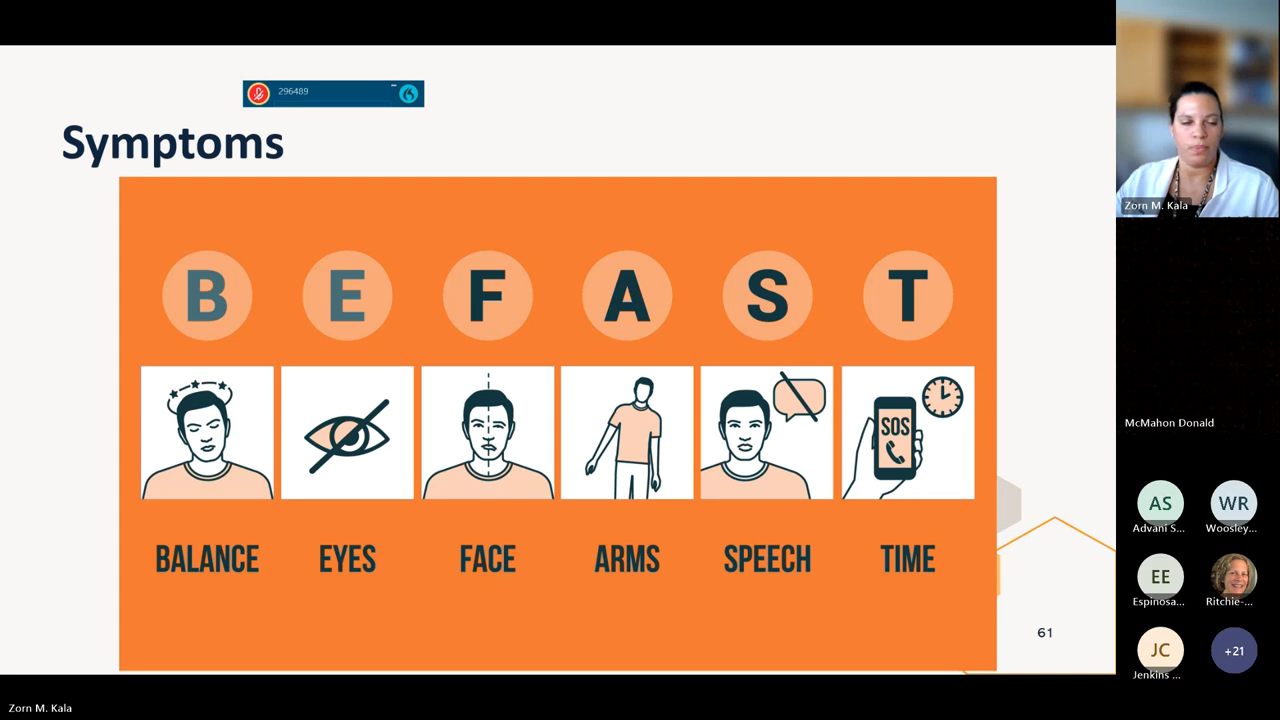 296489
Symptoms
B E F A S T
SOS
BALANCE EYES FACE ARMS SPEECH TIME
61
Zorn M. Kala
McMahon Donald
AS WR
Advani S... Woosley...
EE
Espinosa... Ritchie-...
JC +21
Jenkins ...
Zorn M. Kala